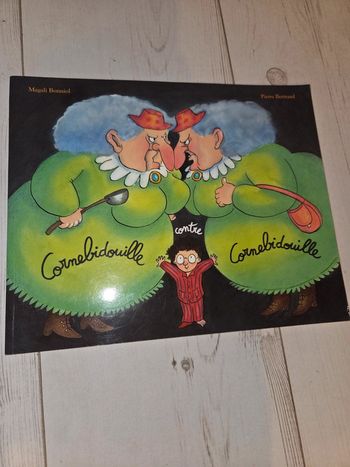 Magali Bonniol
Pierre Bertrand
Cornebidouille
contre
Cornebidouille